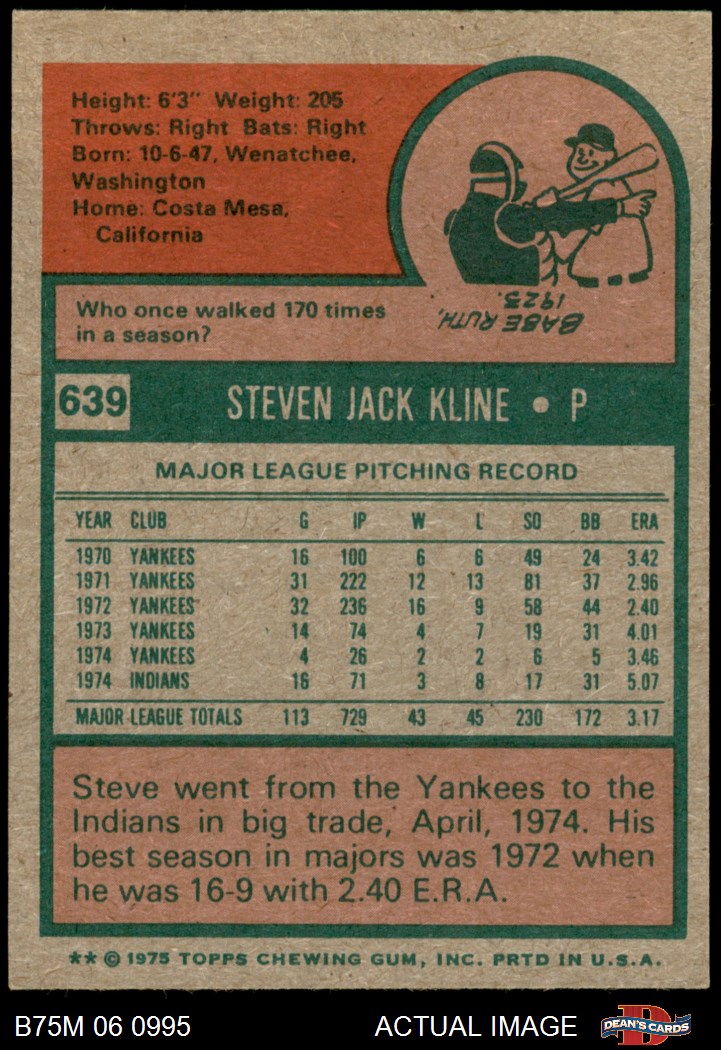 Height: 6'3" Weight: 205
Throws: Right Bats: Right
Born: 10-6-47, Wenatchee,
Washington
Home: Costa Mesa,
California
Who once walked 170 times
in a season?
BABE RUTH,
1923.
639
STEVEN JACK KLINE • P
MAJOR LEAGUE PITCHING RECORD
YEAR CLUB G IP W L SO BB ERA
1970 YANKEES 16 100 6 6 49 24 3.42
1971 YANKEES 31 222 12 13 81 37 2.96
1972 YANKEES 32 236 16 9 58 44 2.40
1973 YANKEES 14 74 4 7 19 31 4.01
1974 YANKEES 4 26 2 2 6 5 3.46
1974 INDIANS 16 71 3 8 17 31 5.07
MAJOR LEAGUE TOTALS 113 729 43 45 230 172 3.17
Steve went from the Yankees to the
Indians in big trade, April, 1974. His
best season in majors was 1972 when
he was 16-9 with 2.40 E.R.A.
** © 1975 TOPPS CHEWING GUM, INC. PRTD IN U.S.A.
B75M 06 0995
ACTUAL IMAGE
D
DEAN'S CARDS